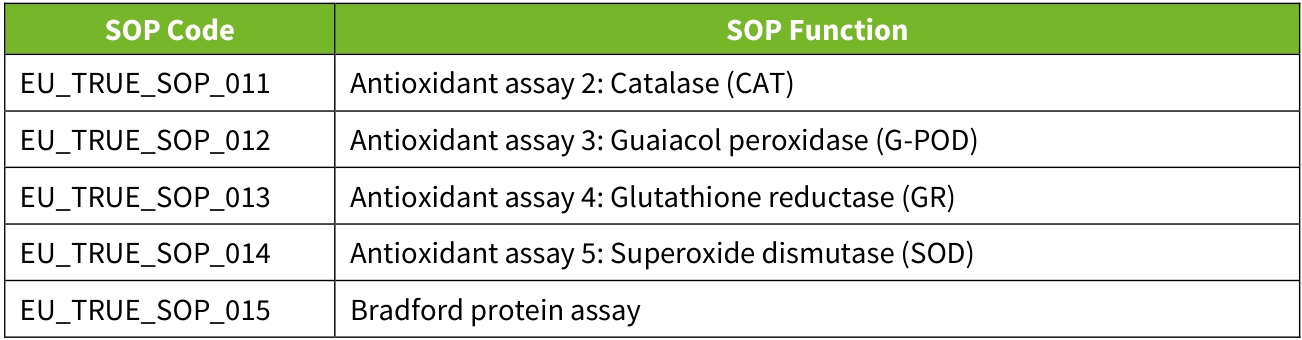 SOP Code SOP Function
EU_TRUE_SOP_011 Antioxidant assay 2: Catalase (CAT)
EU_TRUE_SOP_012 Antioxidant assay 3: Guaiacol peroxidase (G-POD)
EU_TRUE_SOP_013 Antioxidant assay 4: Glutathione reductase (GR)
EU_TRUE_SOP_014 Antioxidant assay 5: Superoxide dismutase (SOD)
EU_TRUE_SOP_015 Bradford protein assay